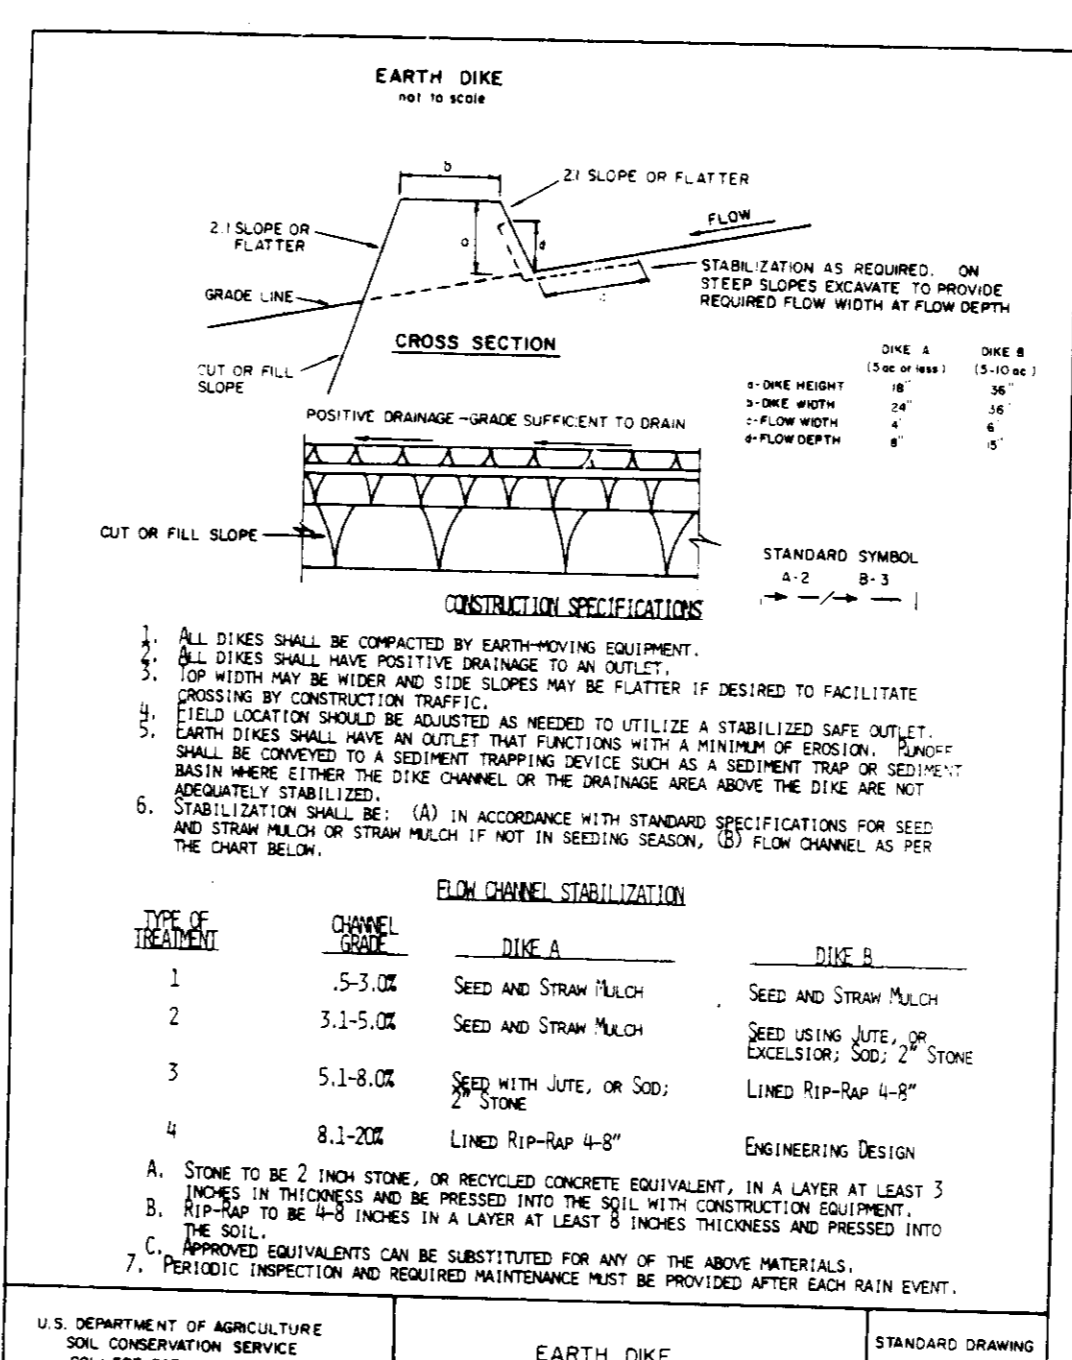 EARTH DIKE
not to scale
b
2:1 SLOPE OR FLATTER
FLOW
2:1 SLOPE OR
FLATTER
a
d
STABILIZATION AS REQUIRED. ON
STEEP SLOPES EXCAVATE TO PROVIDE
REQUIRED FLOW WIDTH AT FLOW DEPTH
GRADE LINE
c
CROSS SECTION
CUT OR FILL
SLOPE
DIKE A DIKE B
(5 ac or less) (5-10 ac)
a-DIKE HEIGHT 18" 36"
b-DIKE WIDTH 24" 36"
c-FLOW WIDTH 4' 6'
d-FLOW DEPTH 8" 15"
POSITIVE DRAINAGE-GRADE SUFFICIENT TO DRAIN
CUT OR FILL SLOPE
STANDARD SYMBOL
A-2 B-3
CONSTRUCTION SPECIFICATIONS
1. ALL DIKES SHALL BE COMPACTED BY EARTH-MOVING EQUIPMENT.
2. ALL DIKES SHALL HAVE POSITIVE DRAINAGE TO AN OUTLET.
3. TOP WIDTH MAY BE WIDER AND SIDE SLOPES MAY BE FLATTER IF DESIRED TO FACILITATE
CROSSING BY CONSTRUCTION TRAFFIC.
4. FIELD LOCATION SHOULD BE ADJUSTED AS NEEDED TO UTILIZE A STABILIZED SAFE OUTLET.
5. EARTH DIKES SHALL HAVE AN OUTLET THAT FUNCTIONS WITH A MINIMUM OF EROSION. RUNOFF
SHALL BE CONVEYED TO A SEDIMENT TRAPPING DEVICE SUCH AS A SEDIMENT TRAP OR SEDIMENT
BASIN WHERE EITHER THE DIKE CHANNEL OR THE DRAINAGE AREA ABOVE THE DIKE ARE NOT
ADEQUATELY STABILIZED.
6. STABILIZATION SHALL BE: (A) IN ACCORDANCE WITH STANDARD SPECIFICATIONS FOR SEED
AND STRAW MULCH OR STRAW MULCH IF NOT IN SEEDING SEASON, (B) FLOW CHANNEL AS PER
THE CHART BELOW.
FLOW CHANNEL STABILIZATION
TYPE OF CHANNEL
TREATMENT GRADE DIKE A DIKE B
1 .5-3.0% SEED AND STRAW MULCH SEED AND STRAW MULCH
2 3.1-5.0% SEED AND STRAW MULCH SEED USING JUTE, OR
EXCELSIOR; SOD; 2" STONE
3 5.1-8.0% SEED WITH JUTE, OR SOD; LINED RIP-RAP 4-8"
2" STONE
4 8.1-20% LINED RIP-RAP 4-8" ENGINEERING DESIGN
A. STONE TO BE 2 INCH STONE, OR RECYCLED CONCRETE EQUIVALENT, IN A LAYER AT LEAST 3
INCHES IN THICKNESS AND BE PRESSED INTO THE SOIL WITH CONSTRUCTION EQUIPMENT.
B. RIP-RAP TO BE 4-8 INCHES IN A LAYER AT LEAST 8 INCHES THICKNESS AND PRESSED INTO
THE SOIL.
C. APPROVED EQUIVALENTS CAN BE SUBSTITUTED FOR ANY OF THE ABOVE MATERIALS.
7. PERIODIC INSPECTION AND REQUIRED MAINTENANCE MUST BE PROVIDED AFTER EACH RAIN EVENT.
U.S. DEPARTMENT OF AGRICULTURE
SOIL CONSERVATION SERVICE
EARTH DIKE
STANDARD DRAWING